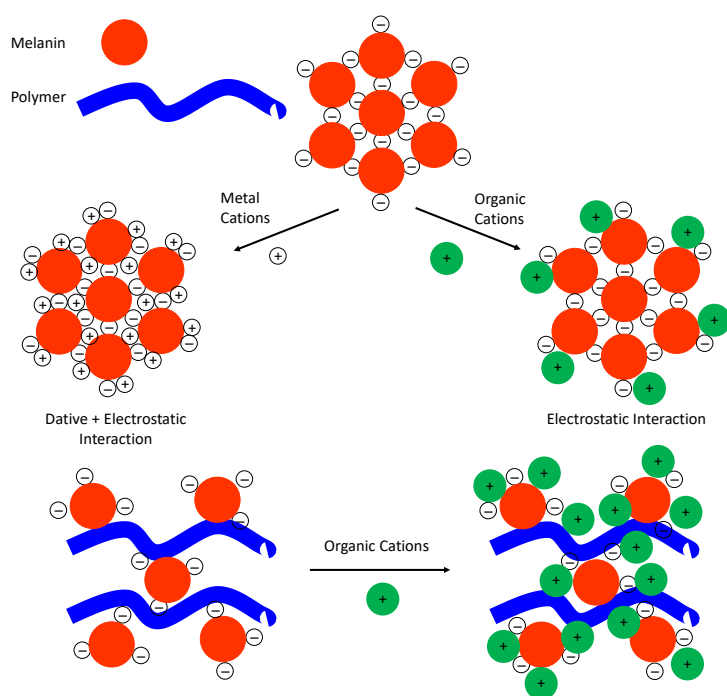 Melanin
Polymer
Metal
Cations
Organic
Cations
Dative + Electrostatic
Interaction
Electrostatic Interaction
Organic Cations